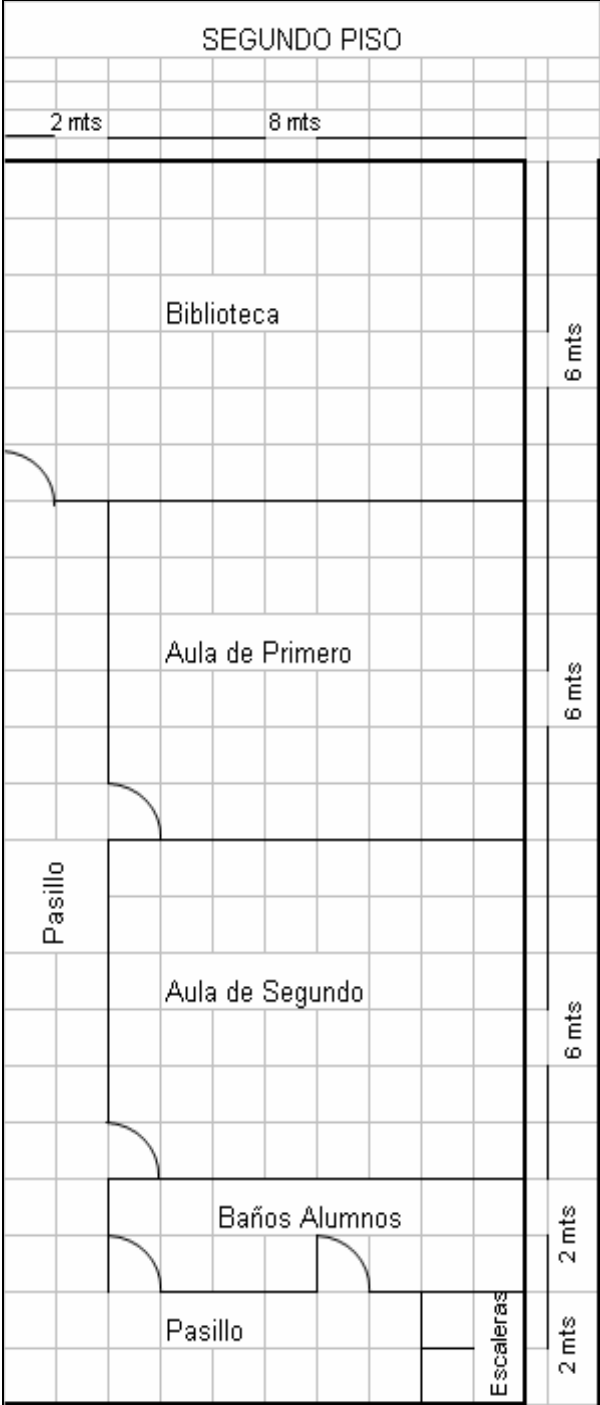 SEGUNDO PISO
2 mts
8 mts
Biblioteca
6 mts
Aula de Primero
6 mts
Pasillo
Aula de Segundo
6 mts
Baños Alumnos
2 mts
Pasillo
Escaleras
2 mts